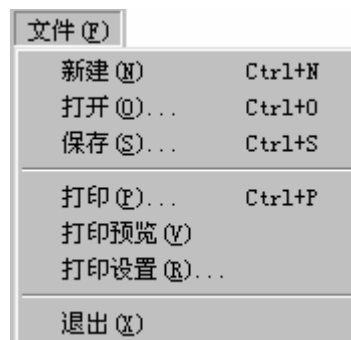 文件(F)
新建(N) Ctrl+N
打开(O)... Ctrl+O
保存(S)... Ctrl+S
打印(P)... Ctrl+P
打印预览(V)
打印设置(R)...
退出(X)